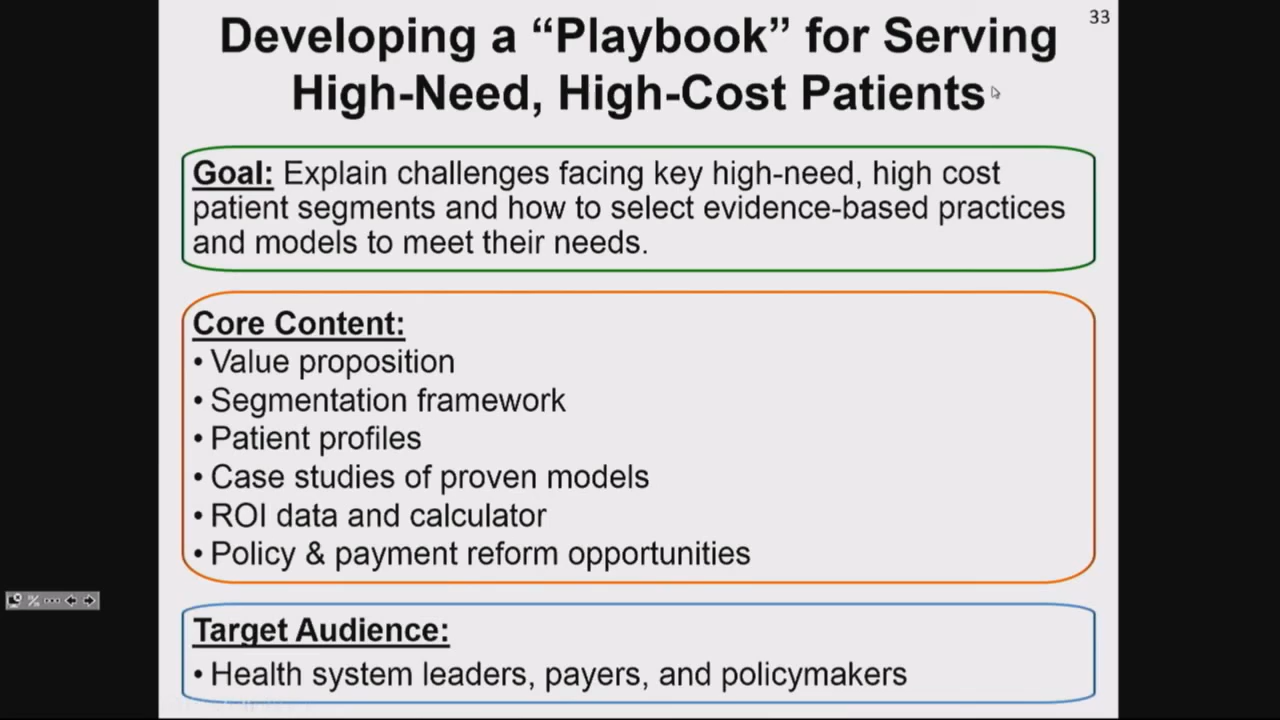 33
Developing a “Playbook” for Serving
High-Need, High-Cost Patients
Goal: Explain challenges facing key high-need, high cost
patient segments and how to select evidence-based practices
and models to meet their needs.
Core Content:
• Value proposition
• Segmentation framework
• Patient profiles
• Case studies of proven models
• ROI data and calculator
• Policy & payment reform opportunities
Target Audience:
• Health system leaders, payers, and policymakers